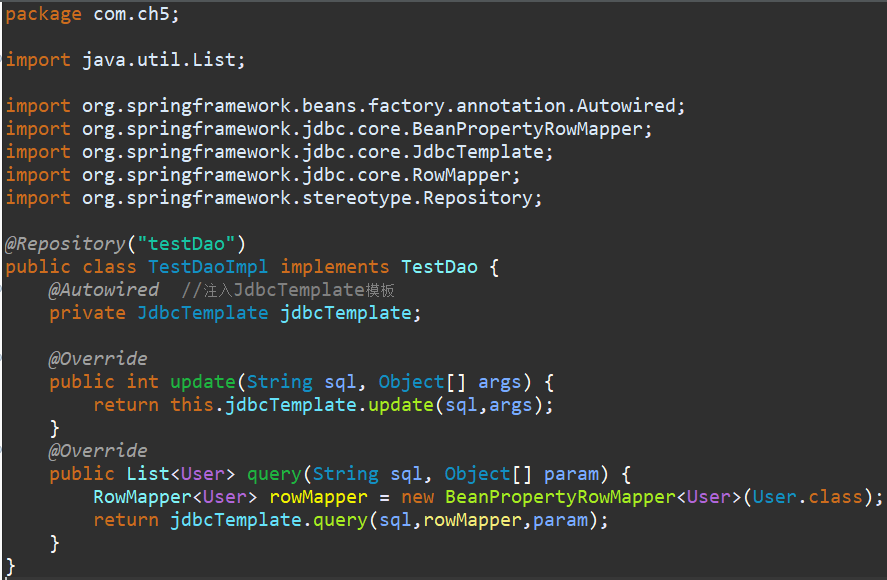 package com.ch5;
import java.util.List;
import org.springframework.beans.factory.annotation.Autowired;
import org.springframework.jdbc.core.BeanPropertyRowMapper;
import org.springframework.jdbc.core.JdbcTemplate;
import org.springframework.jdbc.core.RowMapper;
import org.springframework.stereotype.Repository;
@Repository("testDao")
public class TestDaoImpl implements TestDao {
    @Autowired  //注入JdbcTemplate模板
    private JdbcTemplate jdbcTemplate;
    @Override
    public int update(String sql, Object[] args) {
        return this.jdbcTemplate.update(sql,args);
    }
    @Override
    public List<User> query(String sql, Object[] param) {
        RowMapper<User> rowMapper = new BeanPropertyRowMapper<User>(User.class);
        return jdbcTemplate.query(sql,rowMapper,param);
    }
}